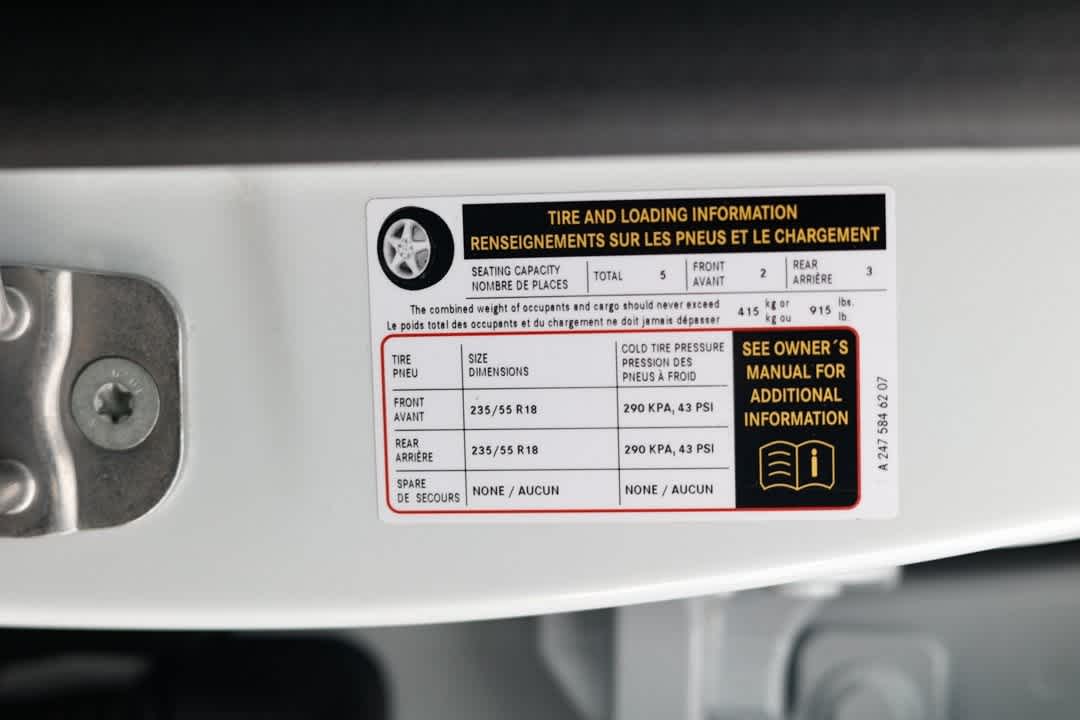 TIRE AND LOADING INFORMATION
RENSEIGNEMENTS SUR LES PNEUS ET LE CHARGEMENT
SEATING CAPACITY
NOMBRE DE PLACES
TOTAL 5
FRONT
AVANT
2
REAR
ARRIÈRE
3
The combined weight of occupants and cargo should never exceed
Le poids total des occupants et du chargement ne doit jamais dépasser
415 kg or
kg ou
915 lbs.
lb.
TIRE
PNEU
SIZE
DIMENSIONS
COLD TIRE PRESSURE
PRESSION DES
PNEUS À FROID
FRONT
AVANT
235/55 R18
290 KPA, 43 PSI
REAR
ARRIÈRE
235/55 R18
290 KPA, 43 PSI
SPARE
DE SECOURS
NONE / AUCUN
NONE / AUCUN
SEE OWNER´S
MANUAL FOR
ADDITIONAL
INFORMATION
i
A 247 584 62 07